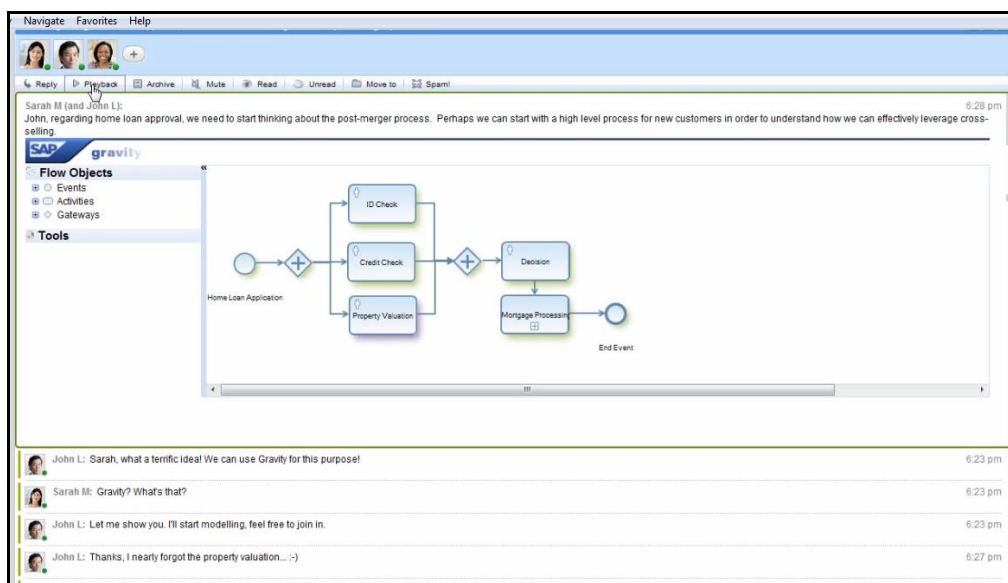 Navigate Favorites Help
Reply Playback Archive Mute Read Unread Move to Spam!
Sarah M (and John L): 6:28 pm
John, regarding home loan approval, we need to start thinking about the post-merger process. Perhaps we can start with a high level process for new customers in order to understand how we can effectively leverage cross-
selling.
SAP gravity
Flow Objects
Events
Activities
Gateways
Tools
ID Check
Credit Check
Decision
Home Loan Application
Property Valuation
Mortgage Processing
End Event
John L: Sarah, what a terrific idea! We can use Gravity for this purpose! 6:23 pm
Sarah M: Gravity? What's that? 6:23 pm
John L: Let me show you. I'll start modelling, feel free to join in. 6:23 pm
John L: Thanks, I nearly forgot the property valuation... :-) 6:27 pm